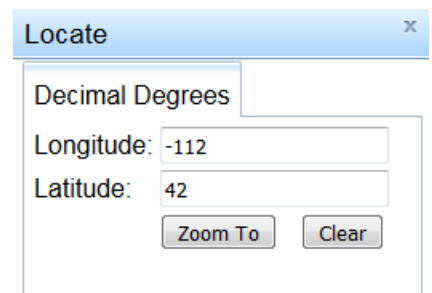 Locate x
Decimal Degrees
Longitude: -112
Latitude: 42
Zoom To Clear